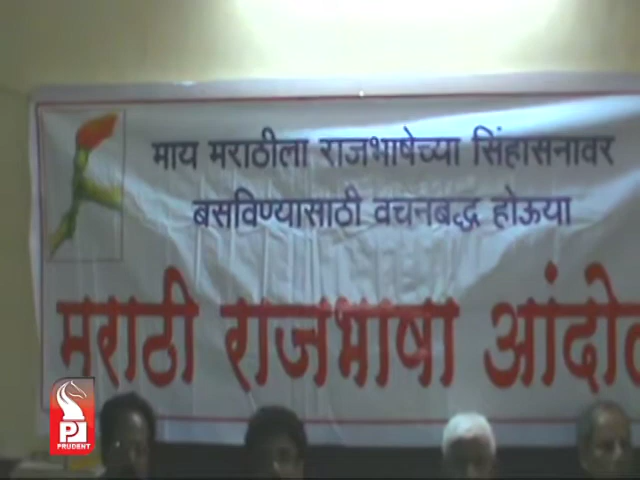 माय मराठीला राजभाषेच्या सिंहासनावर
बसविण्यासाठी वचनबद्ध होऊया
मराठी राजभाषा आंदोल
PRUDENT